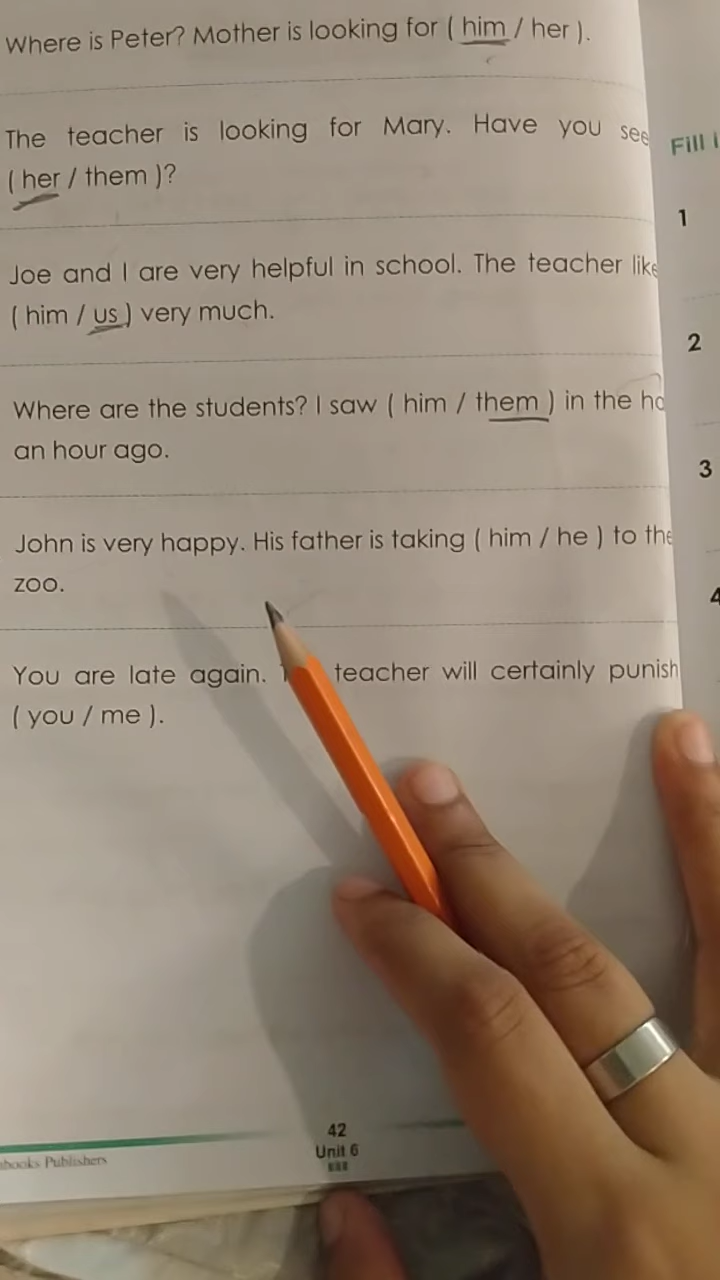 Where is Peter? Mother is looking for ( him / her ).
The teacher is looking for Mary. Have you
( her / them )?
Joe and I are very helpful in school. The teacher
( him / us ) very much.
Where are the students? I saw ( him / them ) in the
an hour ago.
John is very happy. His father is taking ( him / he ) to the
zoo.
You are late again. teacher will certainly punish
( you / me ).
42
Unit 6
Publishers
Fill
1
2
3
4